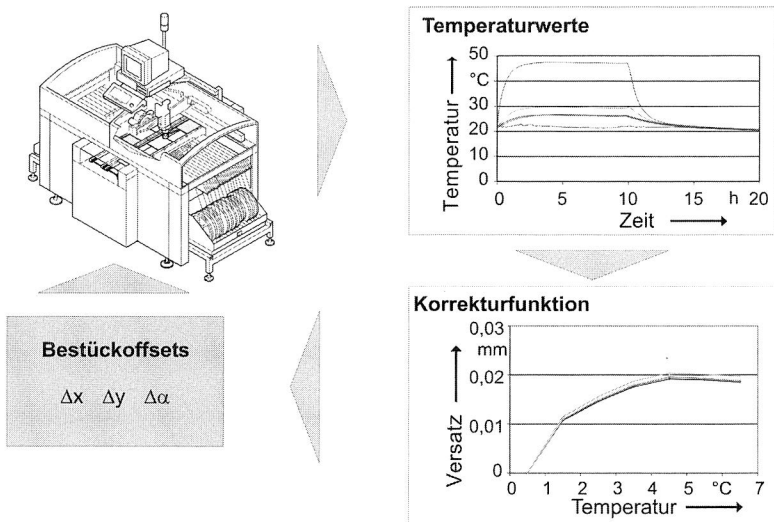 Temperaturwerte
50
°C
30
20
10
0
Temperatur
0 5 10 15 h 20
Zeit
Korrekturfunktion
0,03
mm
0,02
0,01
0
Versatz
0 1 2 3 4 5 °C 7
Temperatur
Bestückoffsets
Δx Δy Δα